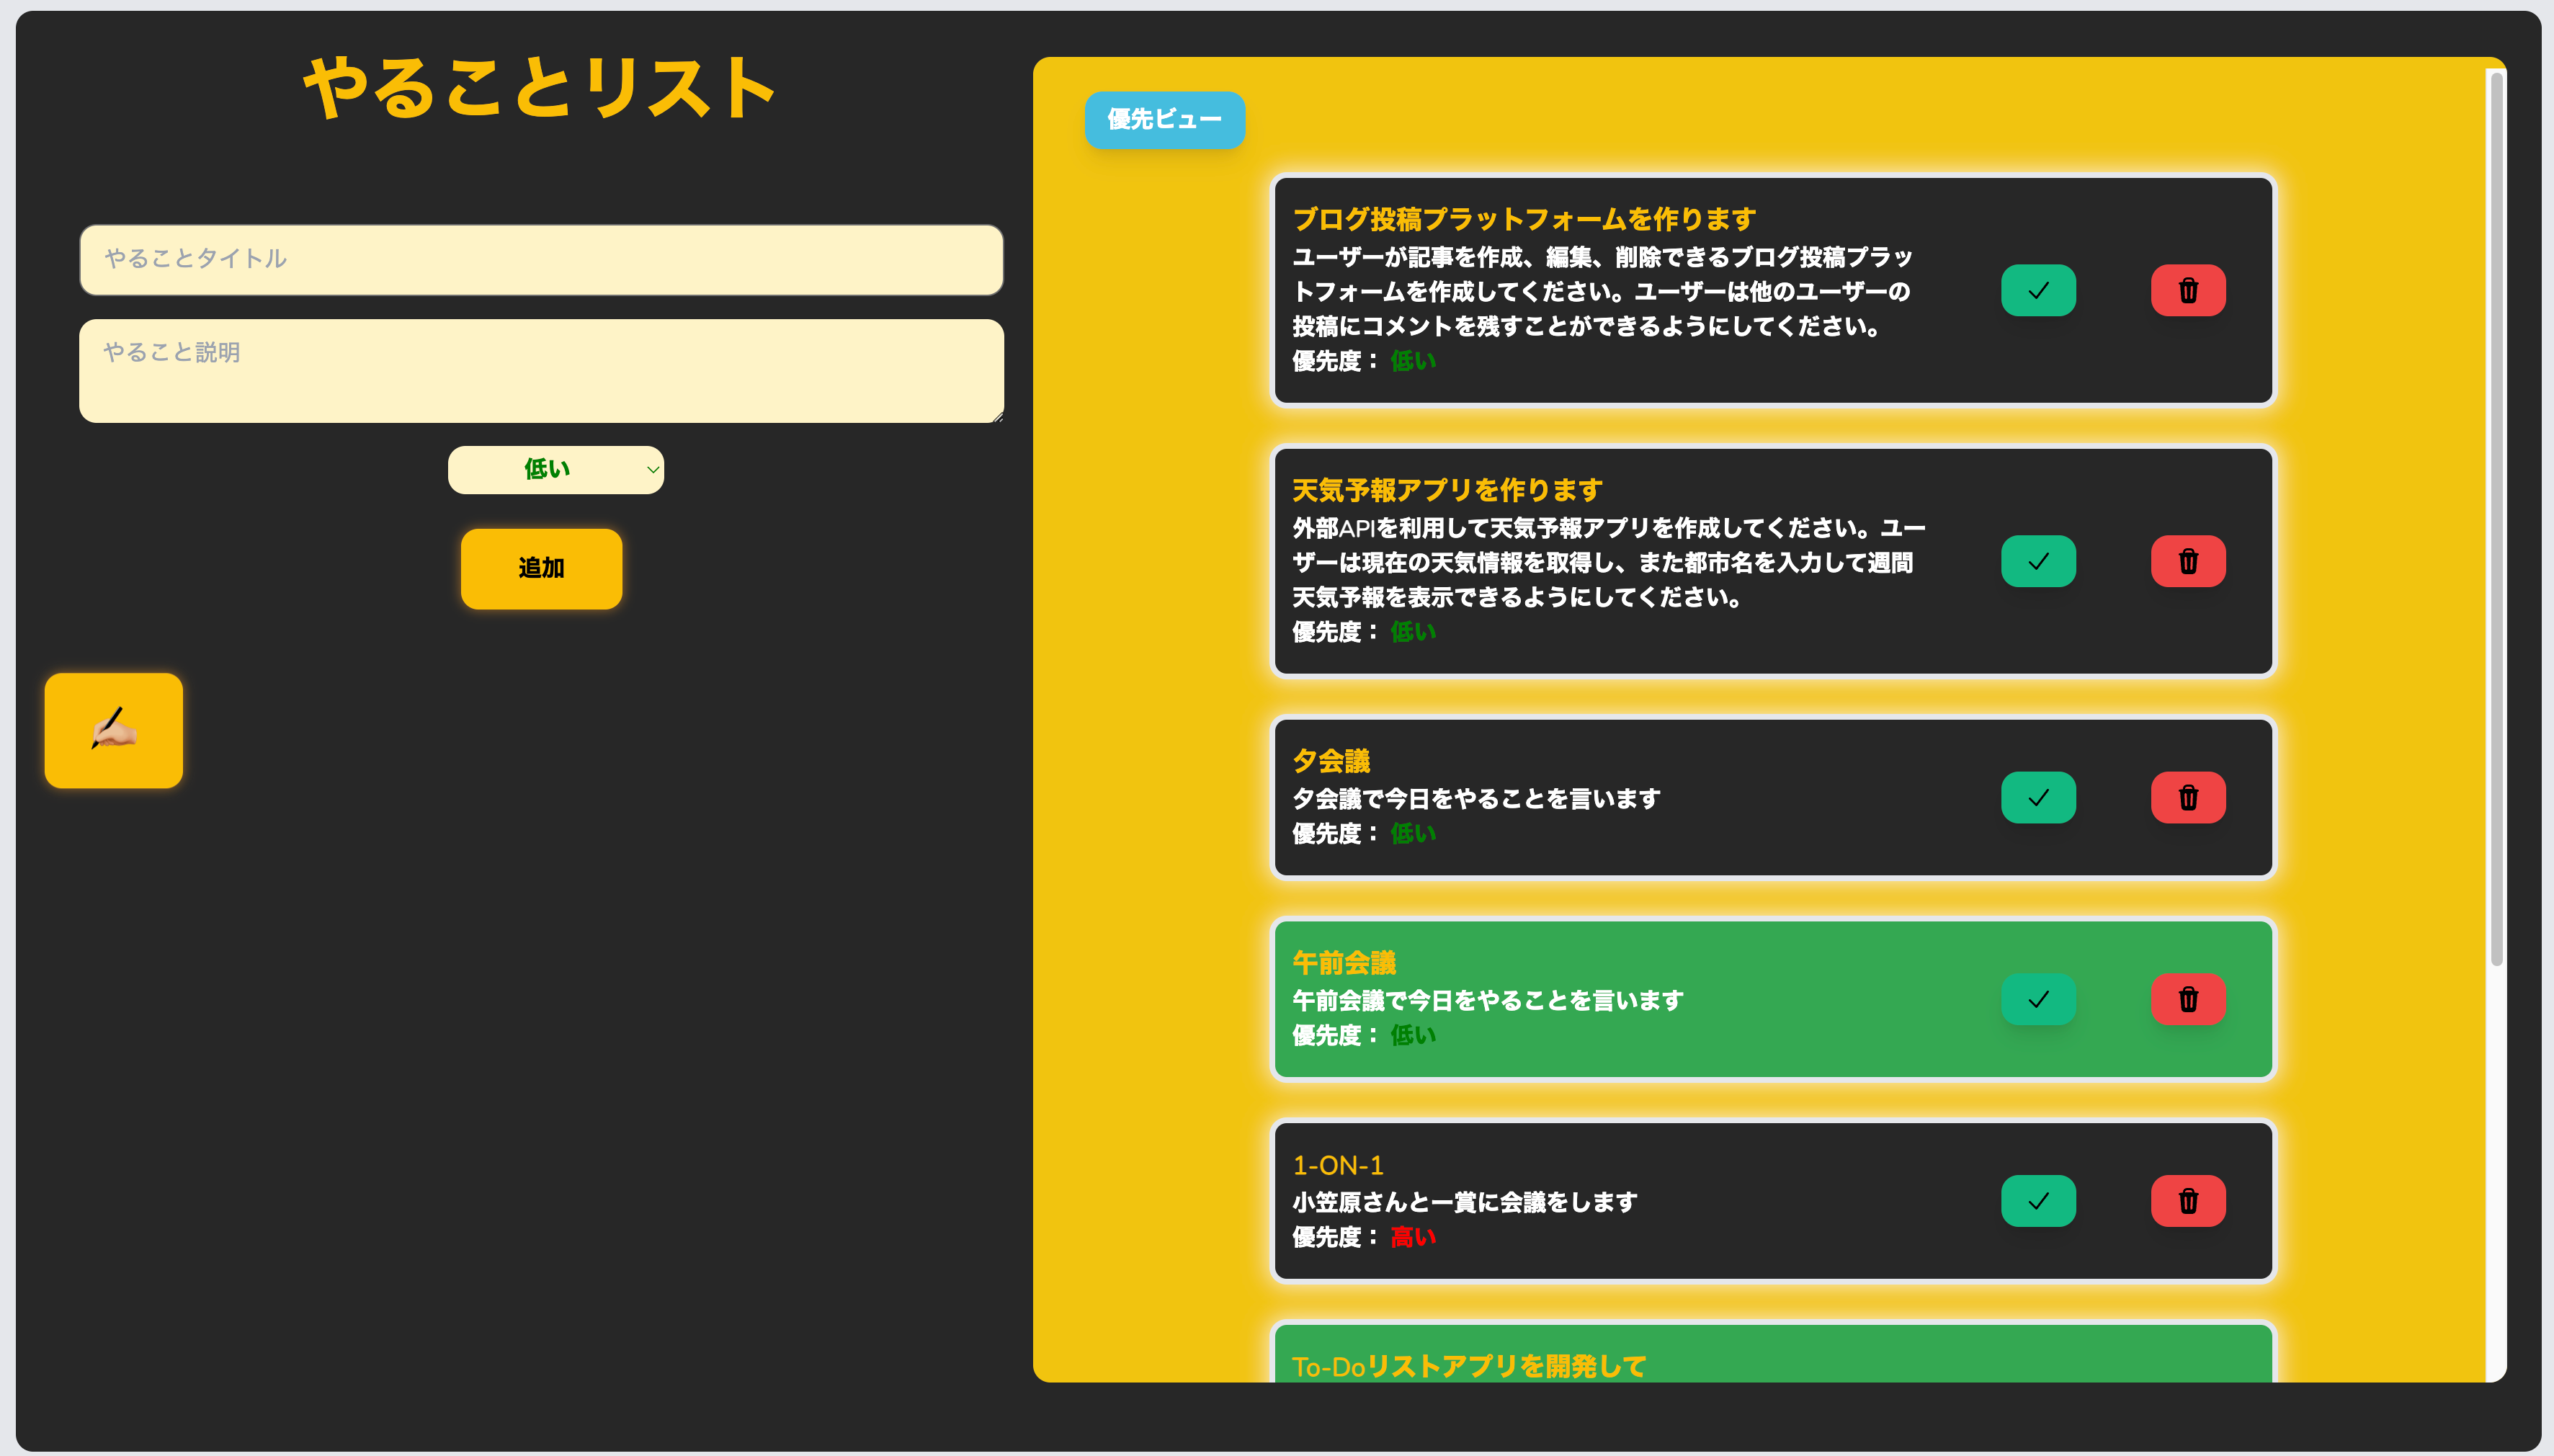 やることリスト
やることタイトル
やること説明
低い
追加
優先ビュー
ブログ投稿プラットフォームを作ります
ユーザーが記事を作成、編集、削除できるブログ投稿プラッ
トフォームを作成してください。ユーザーは他のユーザーの
投稿にコメントを残すことができるようにしてください。
優先度： 低い
天気予報アプリを作ります
外部APIを利用して天気予報アプリを作成してください。ユー
ザーは現在の天気情報を取得し、また都市名を入力して週間
天気予報を表示できるようにしてください。
優先度： 低い
夕会議
夕会議で今日をやることを言います
優先度： 低い
午前会議
午前会議で今日をやることを言います
優先度： 低い
1-ON-1
小笠原さんと一賞に会議をします
優先度： 高い
To-Doリストアプリを開発して